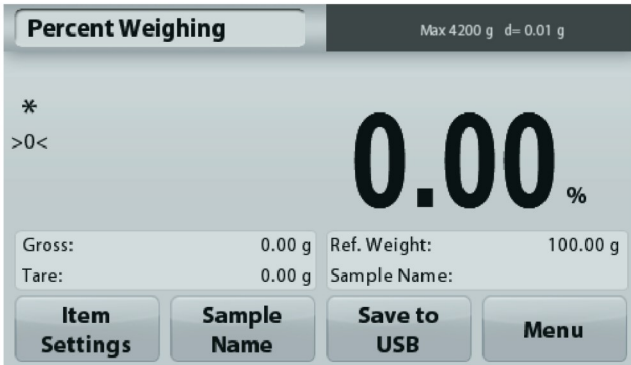 Percent Weighing
Max 4200 g d= 0.01 g
*
>0<
0.00 %
Gross: 0.00 g
Tare: 0.00 g
Ref. Weight: 100.00 g
Sample Name:
Item
Settings
Sample
Name
Save to
USB
Menu